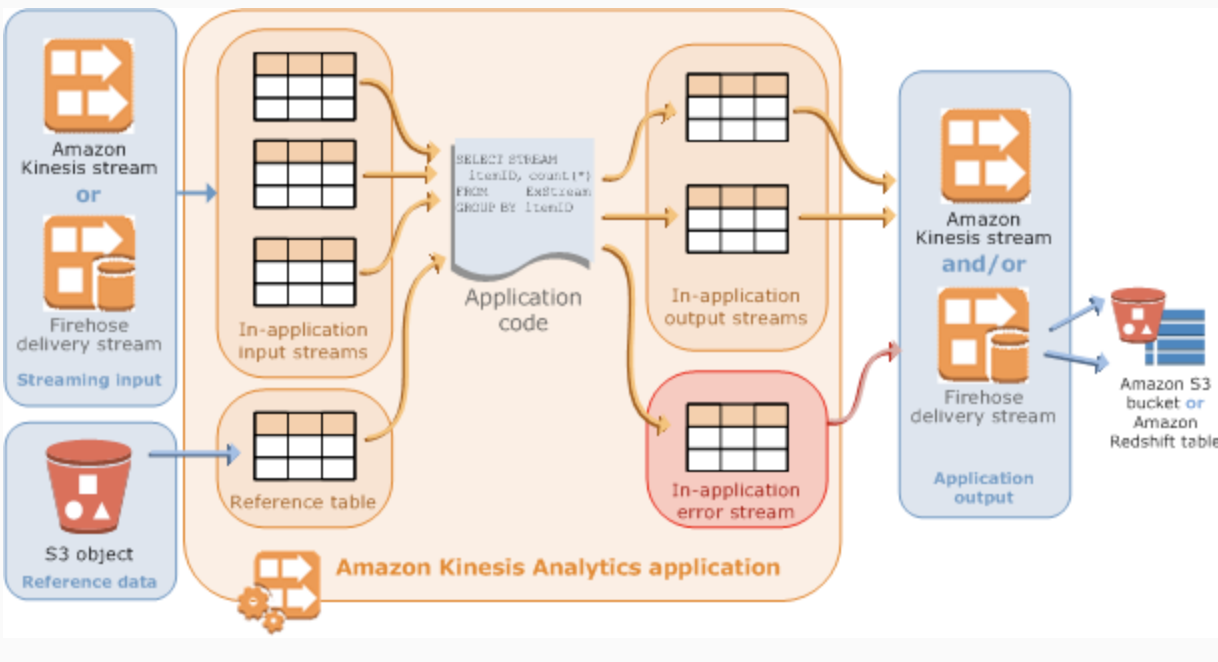 Amazon
Kinesis stream
or
Firehose
delivery stream
Streaming input
S3 object
Reference data
In-application
input streams
Reference table
SELECT STREAM
itemID, count(*)
FROM ExStream
GROUP BY itemID
Application
code
In-application
output streams
In-application
error stream
Amazon Kinesis Analytics application
Amazon
Kinesis stream
and/or
Firehose
delivery stream
Application
output
Amazon S3
bucket or
Amazon
Redshift table